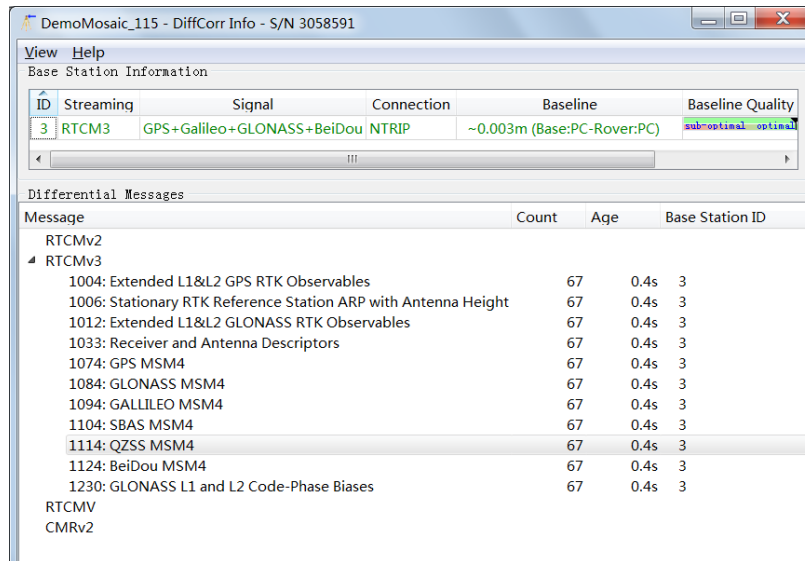 DemoMosaic_115 - DiffCorr Info - S/N 3058591
View Help
Base Station Information
ID Streaming Signal Connection Baseline Baseline Quality
3 RTCM3 GPS+Galileo+GLONASS+BeiDou NTRIP ~0.003m (Base:PC-Rover:PC) sub-optimal optimal
Differential Messages
Message Count Age Base Station ID
RTCMv2
RTCMv3
1004: Extended L1&L2 GPS RTK Observables 67 0.4s 3
1006: Stationary RTK Reference Station ARP with Antenna Height 67 0.4s 3
1012: Extended L1&L2 GLONASS RTK Observables 67 0.4s 3
1033: Receiver and Antenna Descriptors 67 0.4s 3
1074: GPS MSM4 67 0.4s 3
1084: GLONASS MSM4 67 0.4s 3
1094: GALLILEO MSM4 67 0.4s 3
1104: SBAS MSM4 67 0.4s 3
1114: QZSS MSM4 67 0.4s 3
1124: BeiDou MSM4 67 0.4s 3
1230: GLONASS L1 and L2 Code-Phase Biases 67 0.4s 3
RTCMV
CMRv2